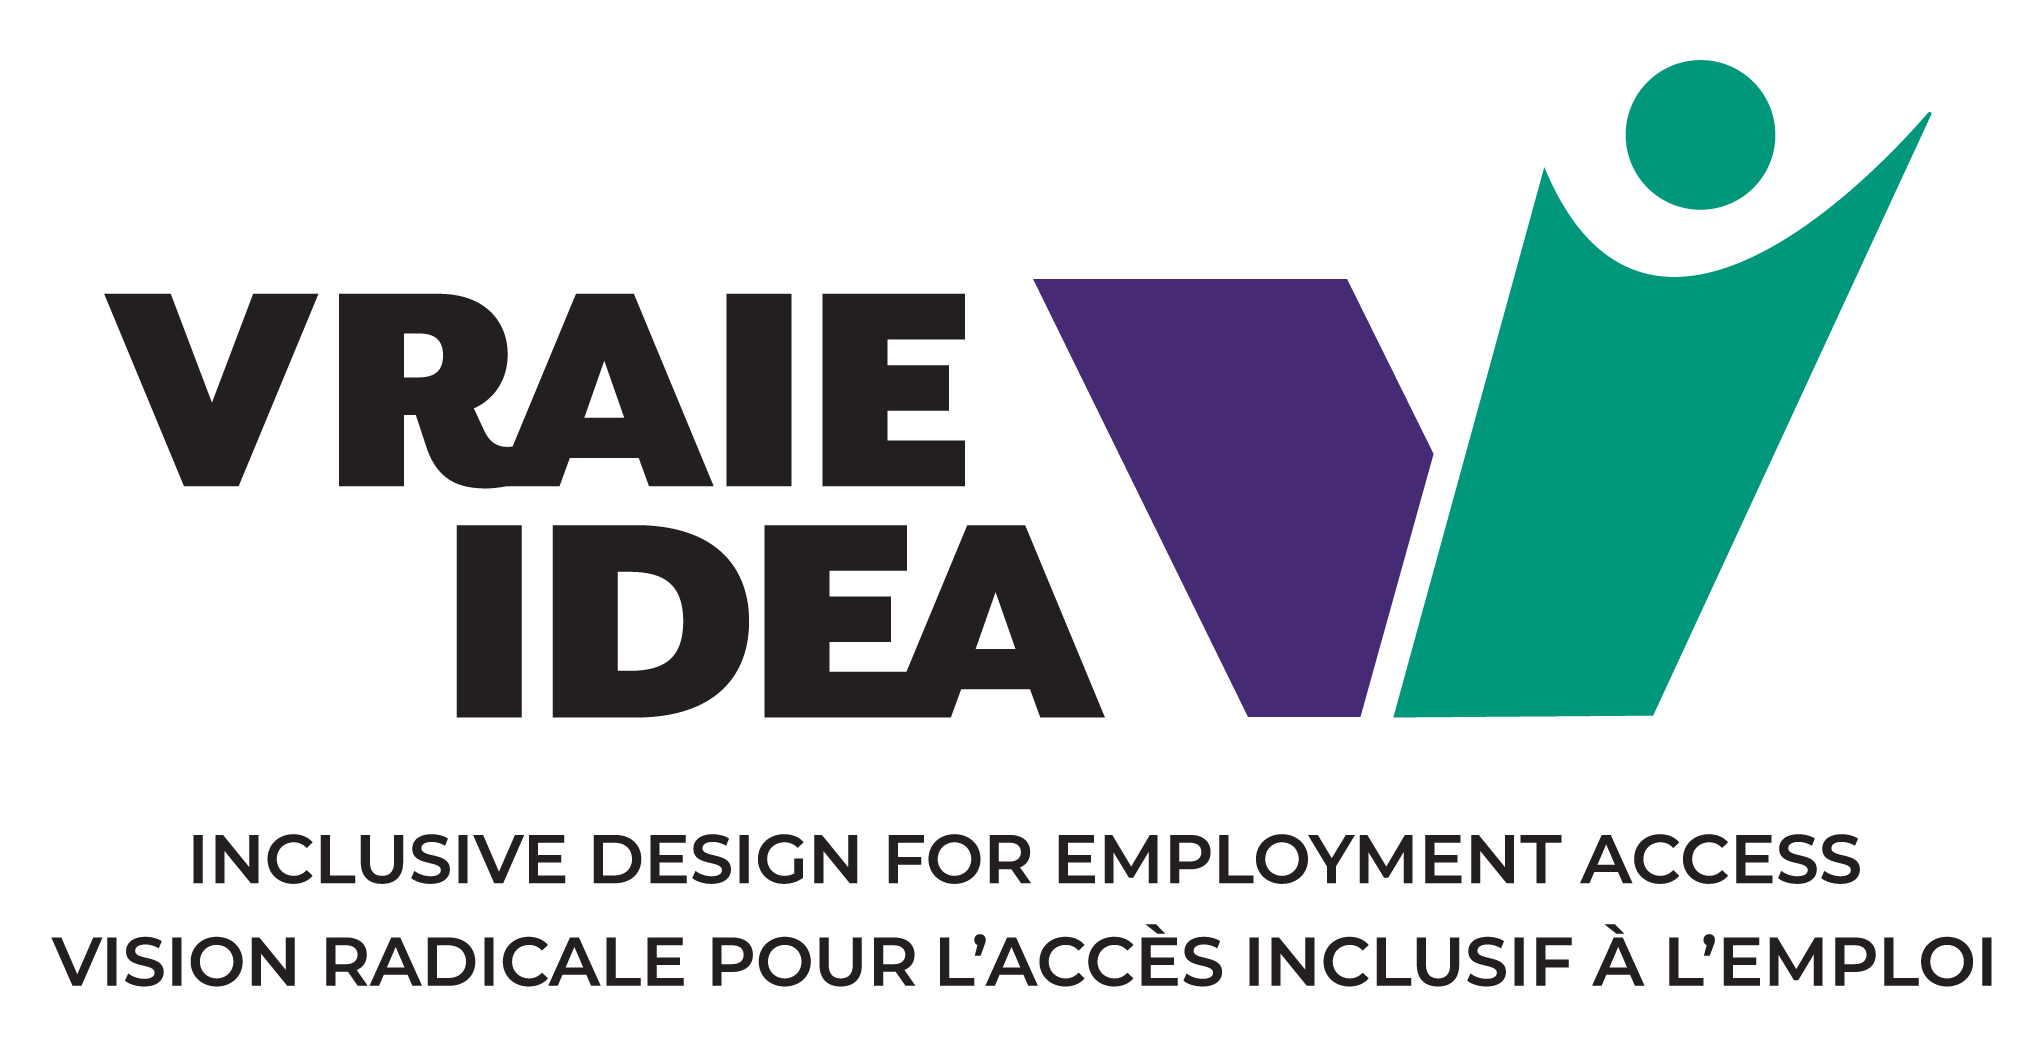 VRAIE
IDEA
INCLUSIVE DESIGN FOR EMPLOYMENT ACCESS
VISION RADICALE POUR L’ACCÈS INCLUSIF À L’EMPLOI